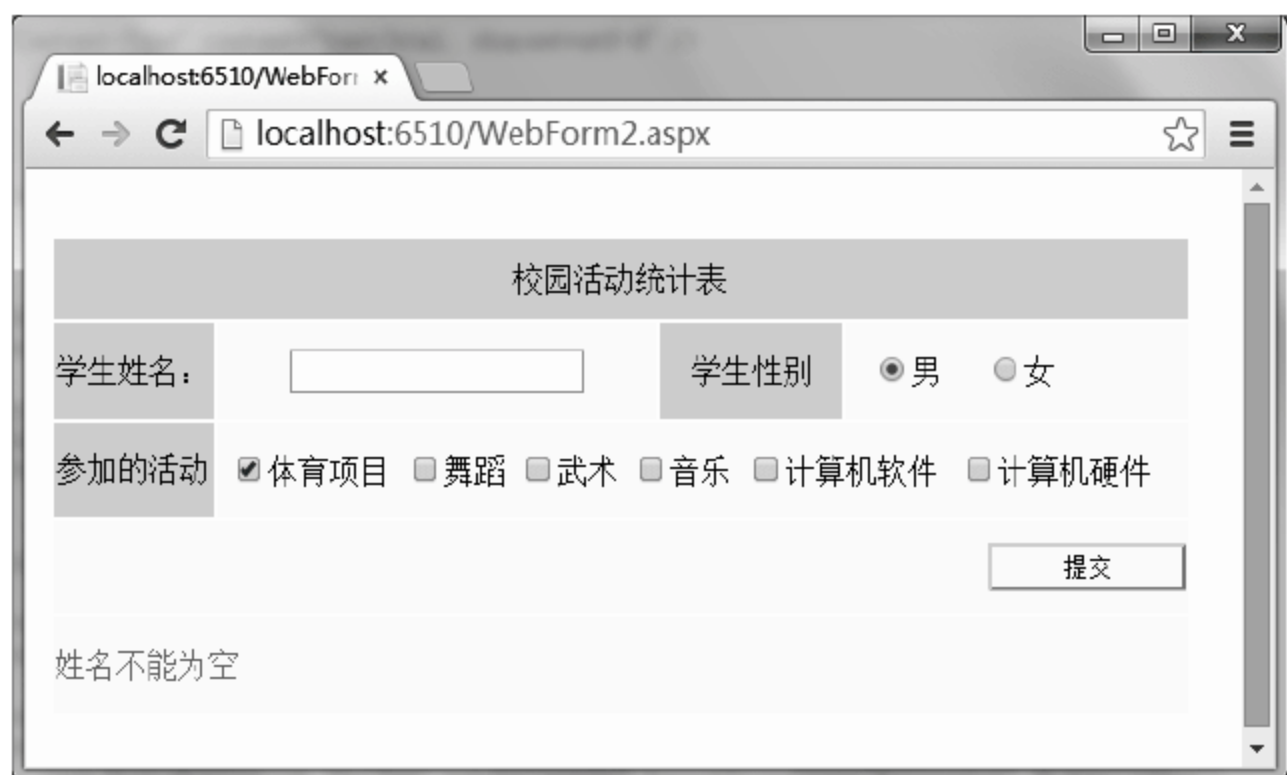 localhost:6510/WebForm
localhost:6510/WebForm2.aspx
校园活动统计表
学生姓名： 学生性别 男 女
参加的活动 体育项目 舞蹈 武术 音乐 计算机软件 计算机硬件
提交
姓名不能为空